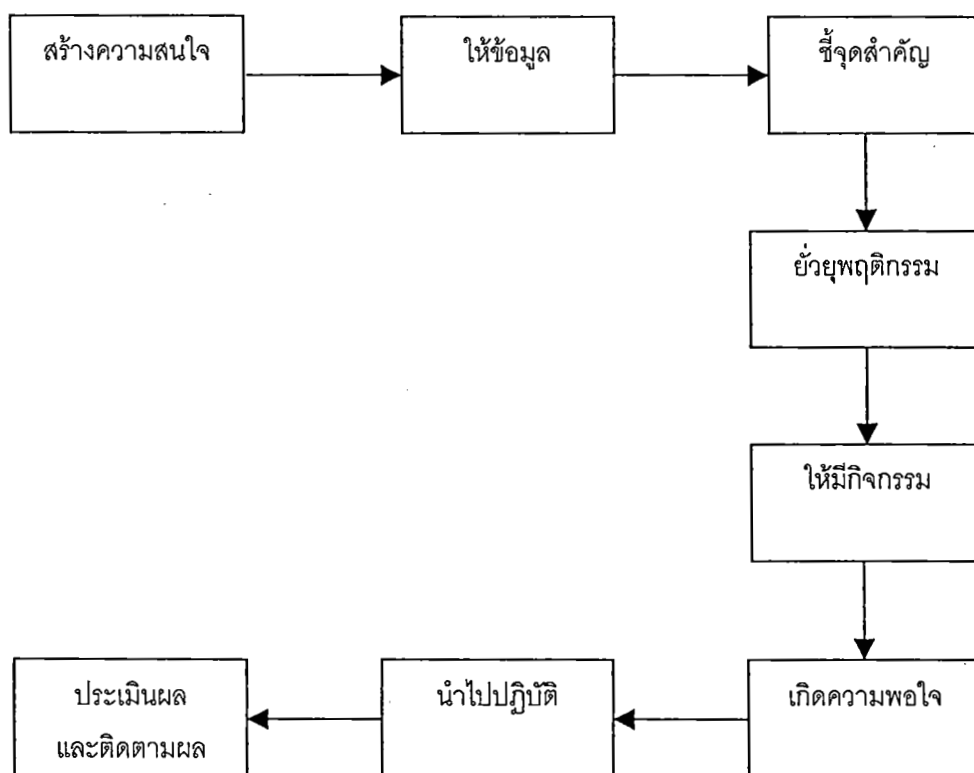 สร้างความสนใจ
ให้ข้อมูล
ชี้จุดสำคัญ
ยั่วยุพฤติกรรม
ให้มีกิจกรรม
เกิดความพอใจ
นำไปปฏิบัติ
ประเมินผล
และติดตามผล